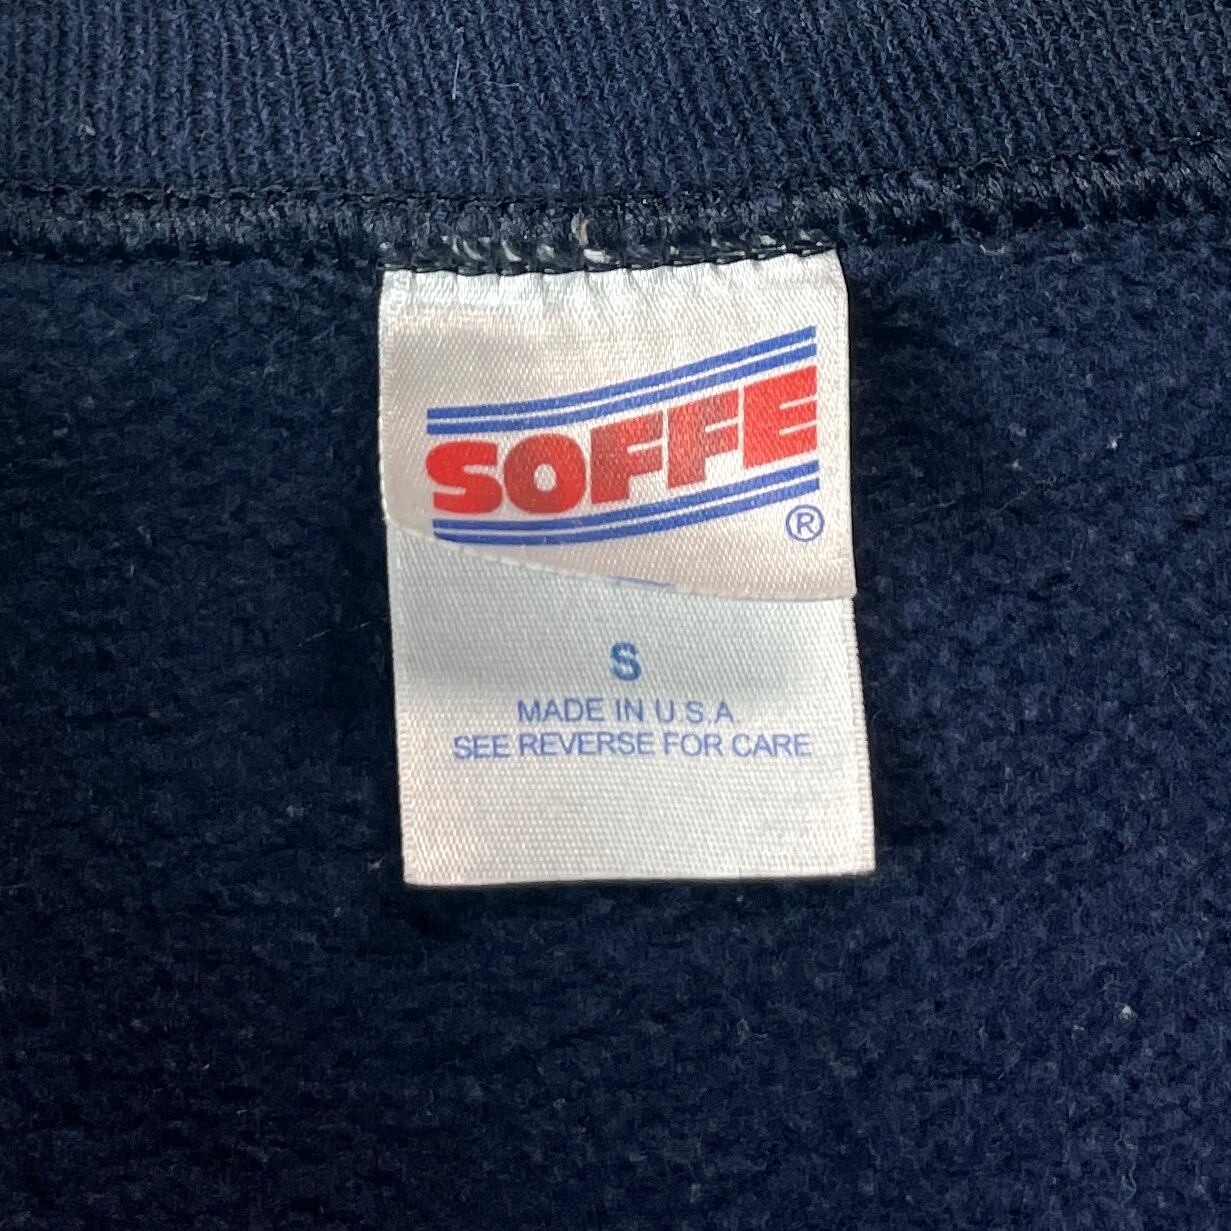 SOFFE
®
S
MADE IN U.S.A
SEE REVERSE FOR CARE